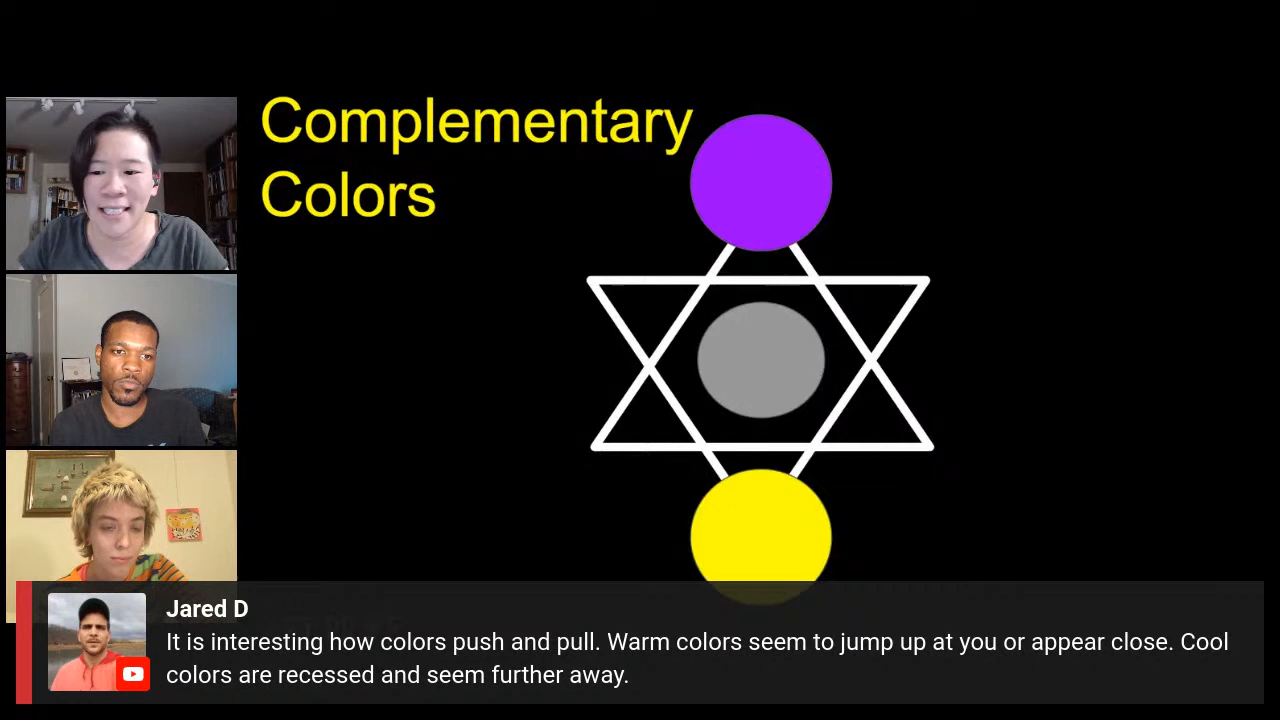 Complementary
Colors
Jared D
It is interesting how colors push and pull. Warm colors seem to jump up at you or appear close. Cool
colors are recessed and seem further away.